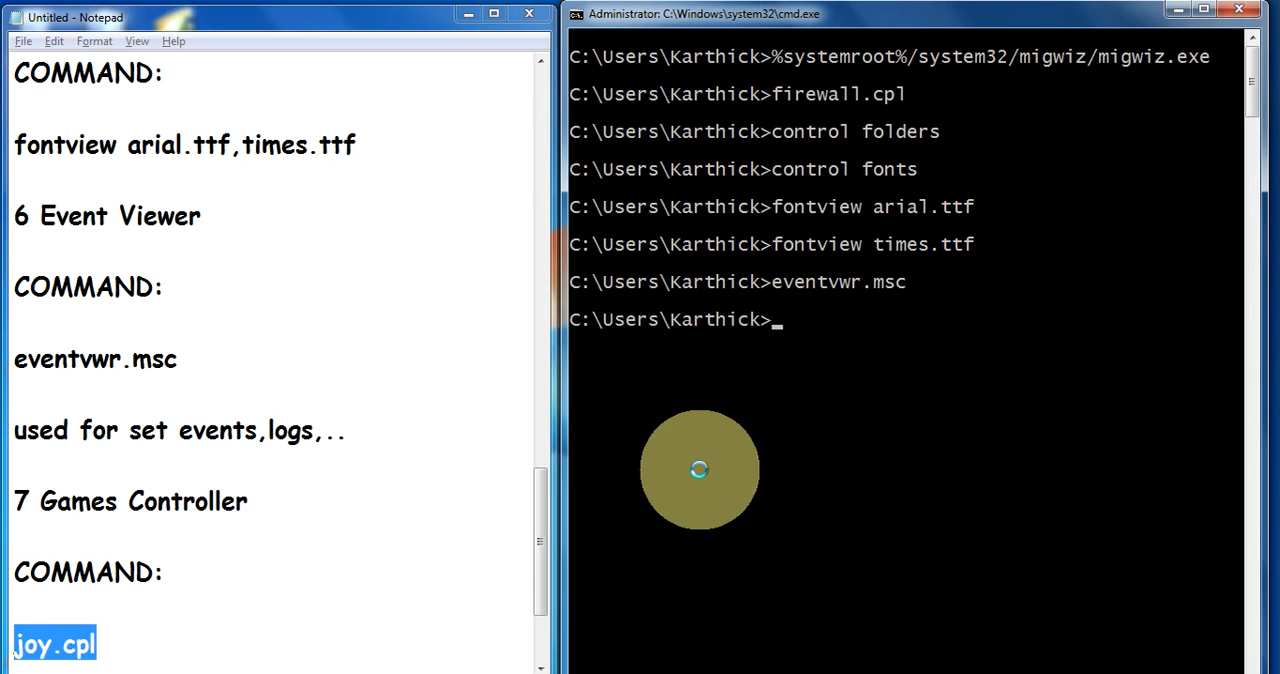 Untitled - Notepad
File Edit Format View Help
COMMAND:
fontview arial.ttf,times.ttf
6 Event Viewer
COMMAND:
eventvwr.msc
used for set events,logs,..
7 Games Controller
COMMAND:
joy.cpl
Administrator: C:\Windows\system32\cmd.exe
C:\Users\Karthick>%systemroot%/system32/migwiz/migwiz.exe
C:\Users\Karthick>firewall.cpl
C:\Users\Karthick>control folders
C:\Users\Karthick>control fonts
C:\Users\Karthick>fontview arial.ttf
C:\Users\Karthick>fontview times.ttf
C:\Users\Karthick>eventvwr.msc
C:\Users\Karthick>_